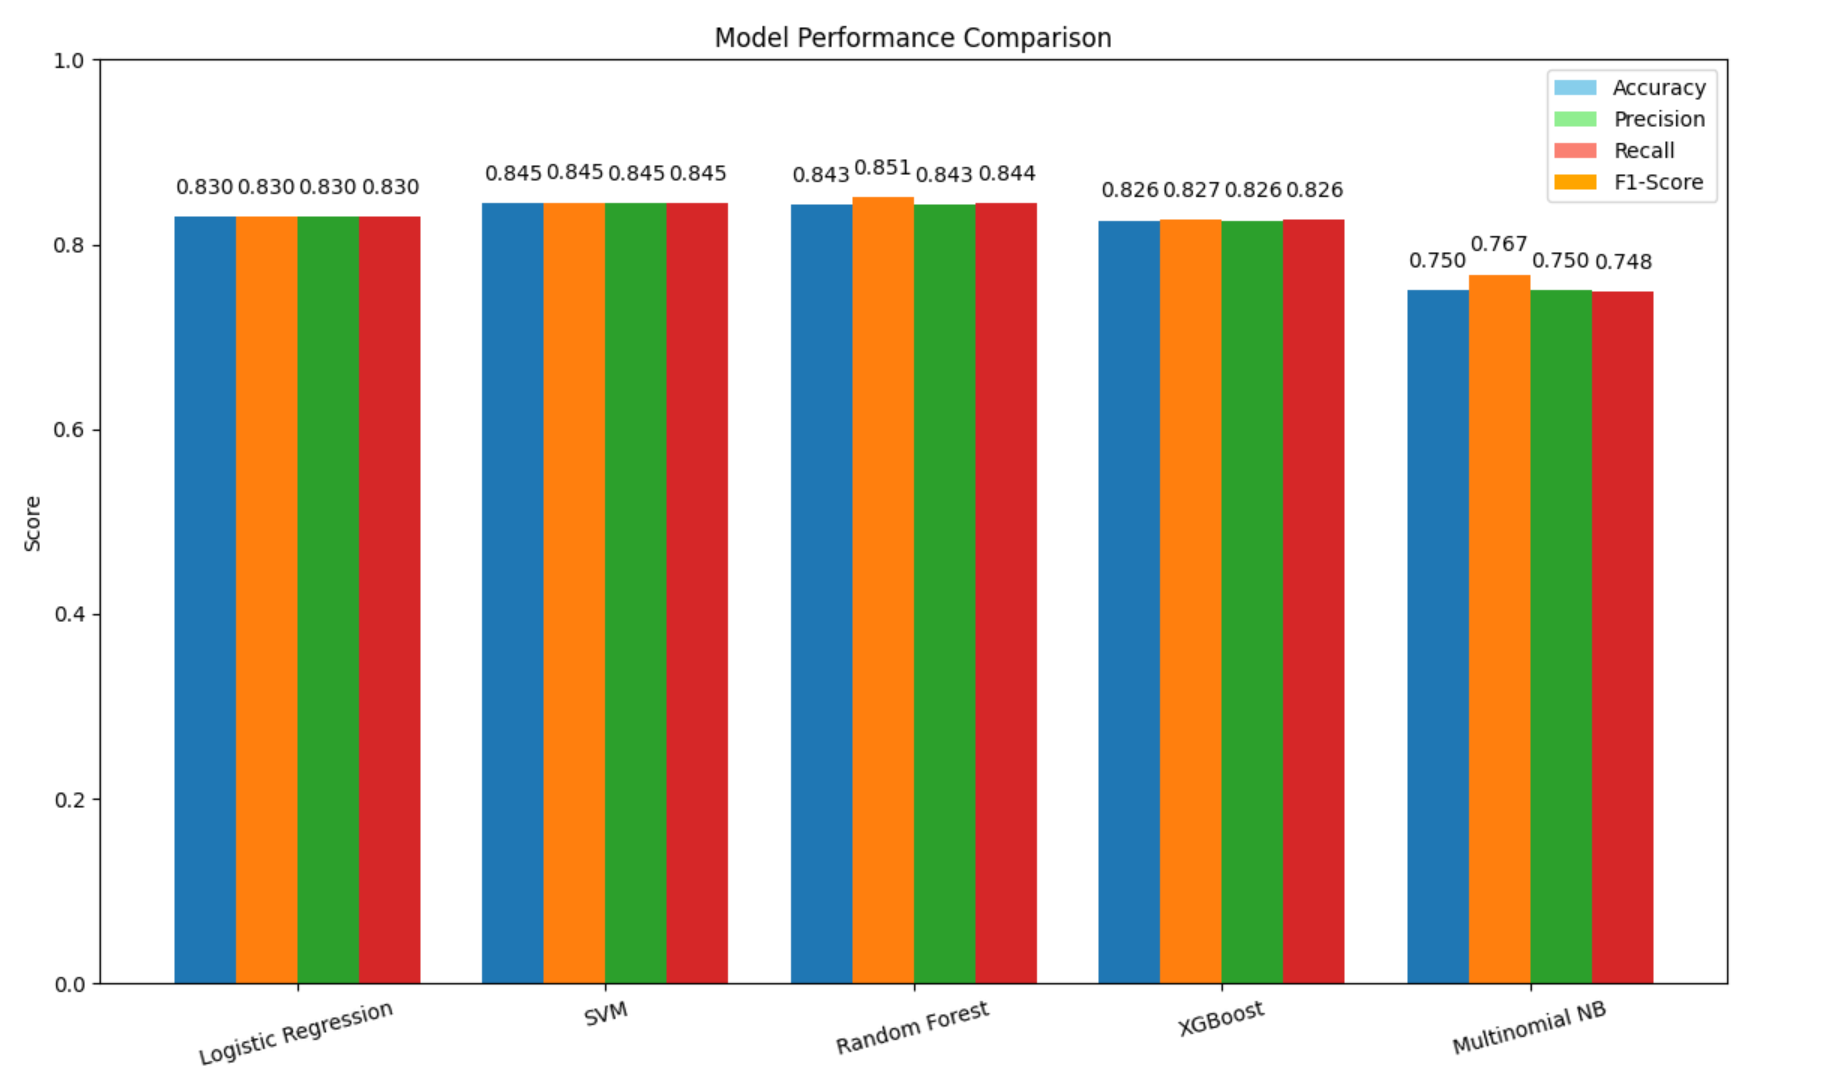 Model Performance Comparison
1.0
0.8
0.6
0.4
0.2
0.0
Score
Accuracy
Precision
Recall
F1-Score
0.830 0.830 0.830 0.830
0.845 0.845 0.845 0.845
0.843 0.851 0.843 0.844
0.826 0.827 0.826 0.826
0.750 0.767 0.750 0.748
Logistic Regression
SVM
Random Forest
XGBoost
Multinomial NB